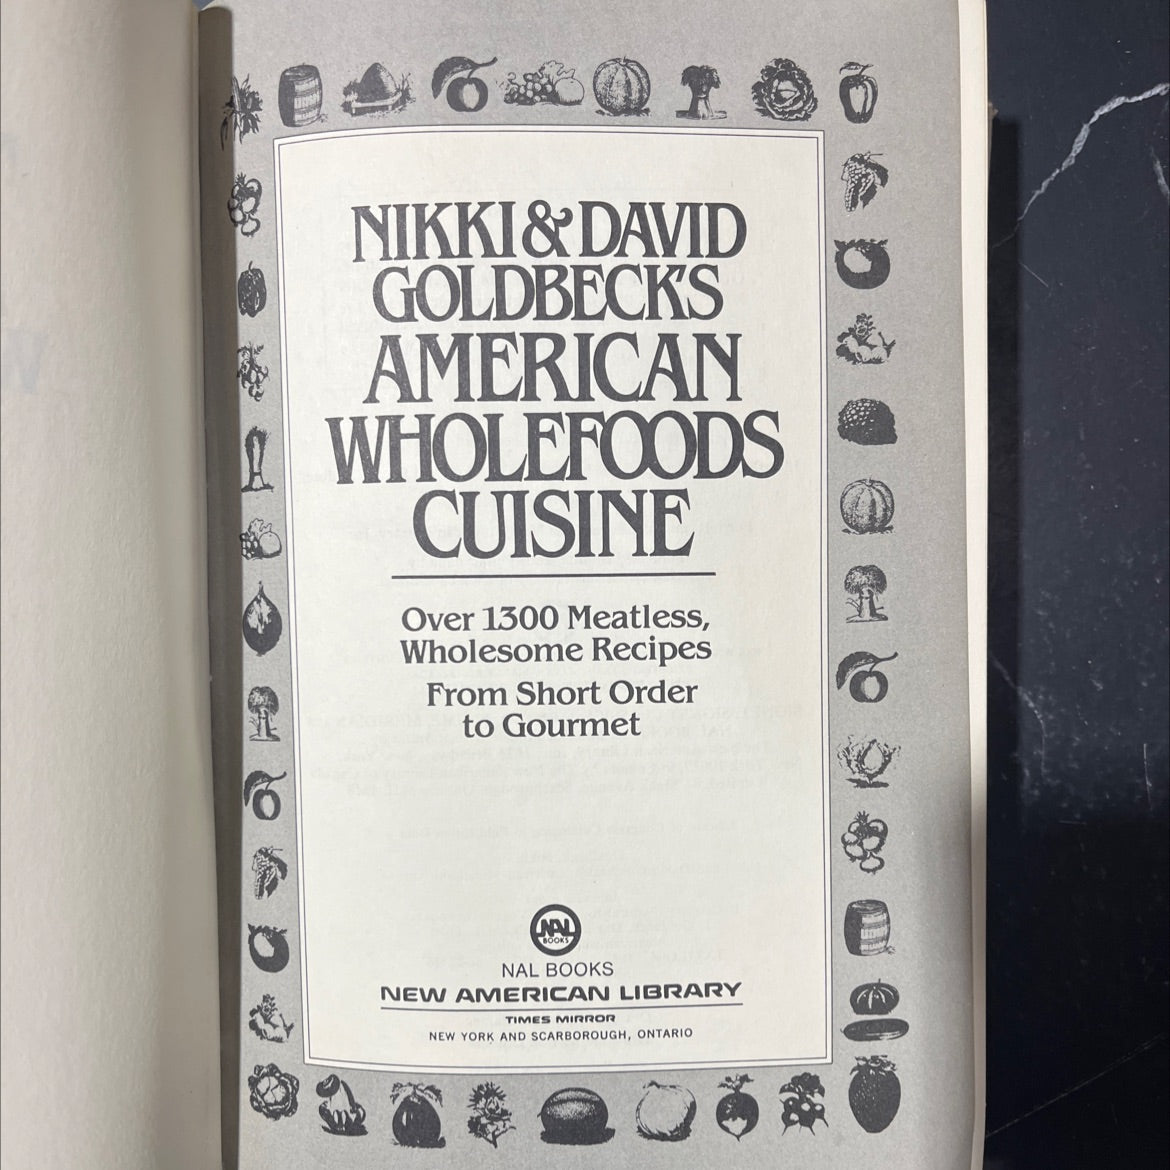 NIKKI & DAVID
GOLDBECK'S
AMERICAN
WHOLEFOODS
CUISINE
Over 1300 Meatless,
Wholesome Recipes
From Short Order
to Gourmet
NAL
BOOKS
NAL BOOKS
NEW AMERICAN LIBRARY
TIMES MIRROR
NEW YORK AND SCARBOROUGH, ONTARIO